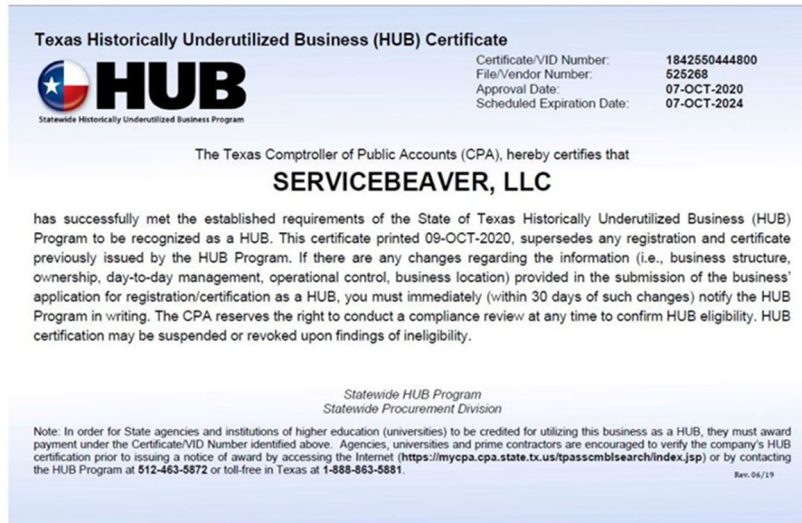 Texas Historically Underutilized Business (HUB) Certificate
HUB
Statewide Historically Underutilized Business Program
Certificate/VID Number: 1842550444800
File/Vendor Number: 525268
Approval Date: 07-OCT-2020
Scheduled Expiration Date: 07-OCT-2024
The Texas Comptroller of Public Accounts (CPA), hereby certifies that
SERVICEBEAVER, LLC
has successfully met the established requirements of the State of Texas Historically Underutilized Business (HUB)
Program to be recognized as a HUB. This certificate printed 09-OCT-2020, supersedes any registration and certificate
previously issued by the HUB Program. If there are any changes regarding the information (i.e., business structure,
ownership, day-to-day management, operational control, business location) provided in the submission of the business'
application for registration/certification as a HUB, you must immediately (within 30 days of such changes) notify the HUB
Program in writing. The CPA reserves the right to conduct a compliance review at any time to confirm HUB eligibility. HUB
certification may be suspended or revoked upon findings of ineligibility.
Statewide HUB Program
Statewide Procurement Division
Note: In order for State agencies and institutions of higher education (universities) to be credited for utilizing this business as a HUB, they must award
payment under the Certificate/VID Number identified above. Agencies, universities and prime contractors are encouraged to verify the company's HUB
certification prior to issuing a notice of award by accessing the Internet (https://mycpa.cpa.state.tx.us/tpasscmblsearch/index.jsp) or by contacting
the HUB Program at 512-463-5872 or toll-free in Texas at 1-888-863-5881.
Rev. 06/19